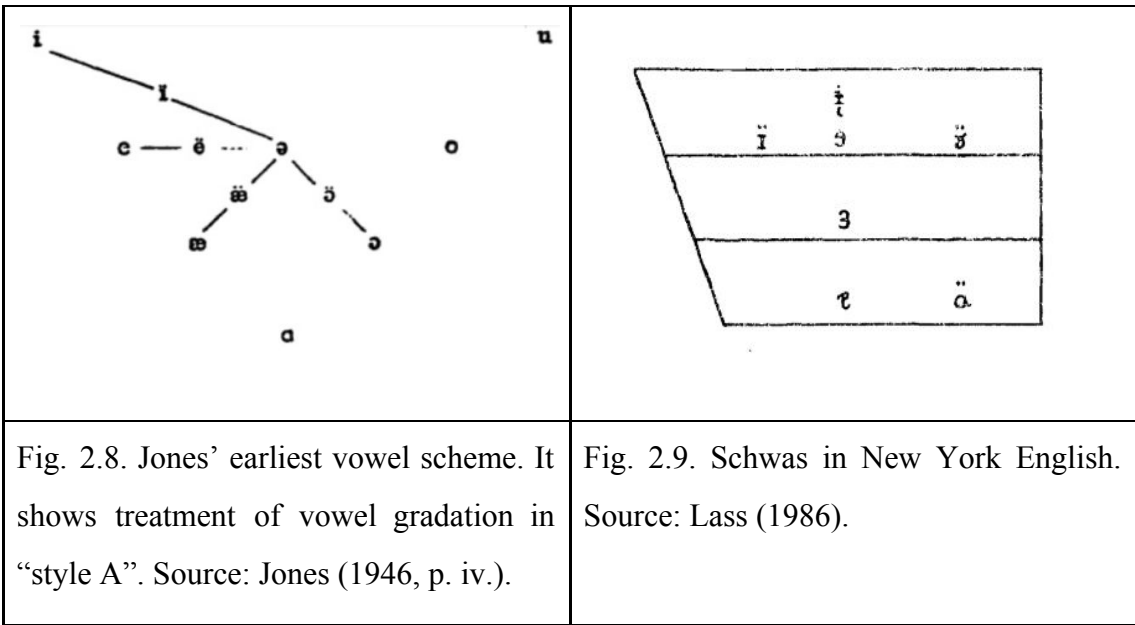 i u
ï
e ë ə o
æ̈ ɔ̈
æ ɔ
ɑ
ɪ̈ ɘ ɤ̈
ɜ
ɐ ɑ̈
Fig. 2.8. Jones’ earliest vowel scheme. It
shows treatment of vowel gradation in
“style A”. Source: Jones (1946, p. iv.).
Fig. 2.9. Schwas in New York English.
Source: Lass (1986).